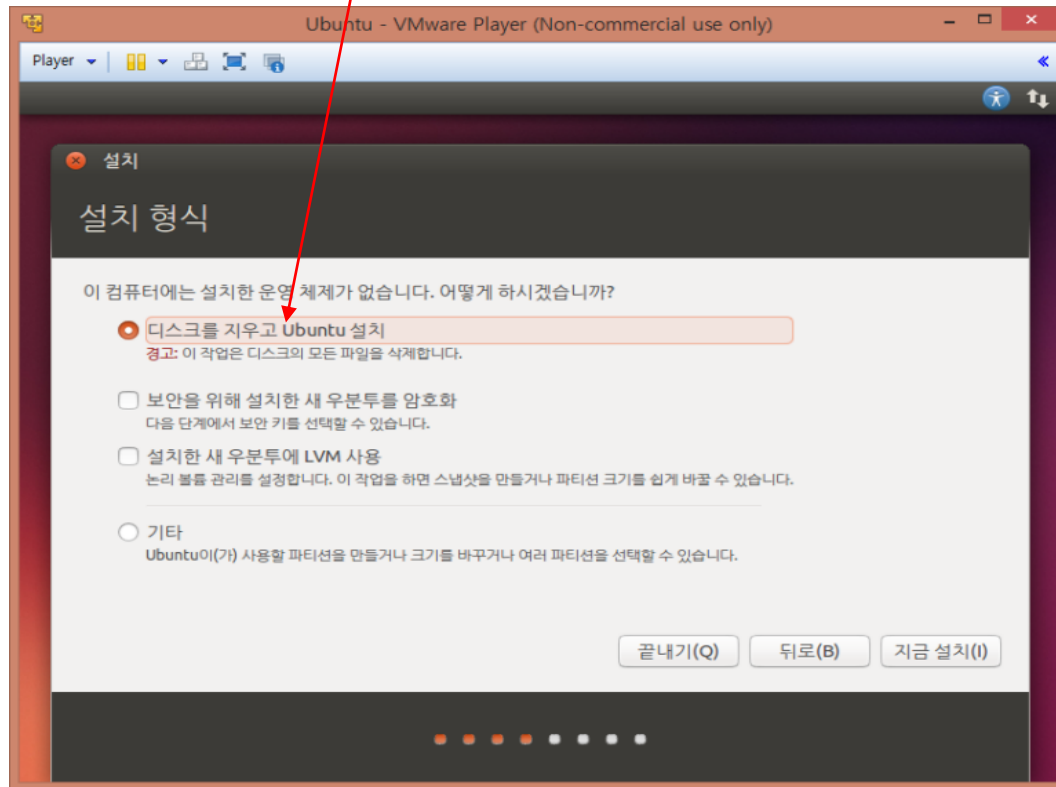 Ubuntu - VMware Player (Non-commercial use only)
Player
설치
설치 형식
이 컴퓨터에는 설치한 운영 체제가 없습니다. 어떻게 하시겠습니까?
디스크를 지우고 Ubuntu 설치
경고: 이 작업은 디스크의 모든 파일을 삭제합니다.
보안을 위해 설치한 새 우분투를 암호화
다음 단계에서 보안 키를 선택할 수 있습니다.
설치한 새 우분투에 LVM 사용
논리 볼륨 관리를 설정합니다. 이 작업을 하면 스냅샷을 만들거나 파티션 크기를 쉽게 바꿀 수 있습니다.
기타
Ubuntu이(가) 사용할 파티션을 만들거나 크기를 바꾸거나 여러 파티션을 선택할 수 있습니다.
끝내기(Q) 뒤로(B) 지금 설치(I)